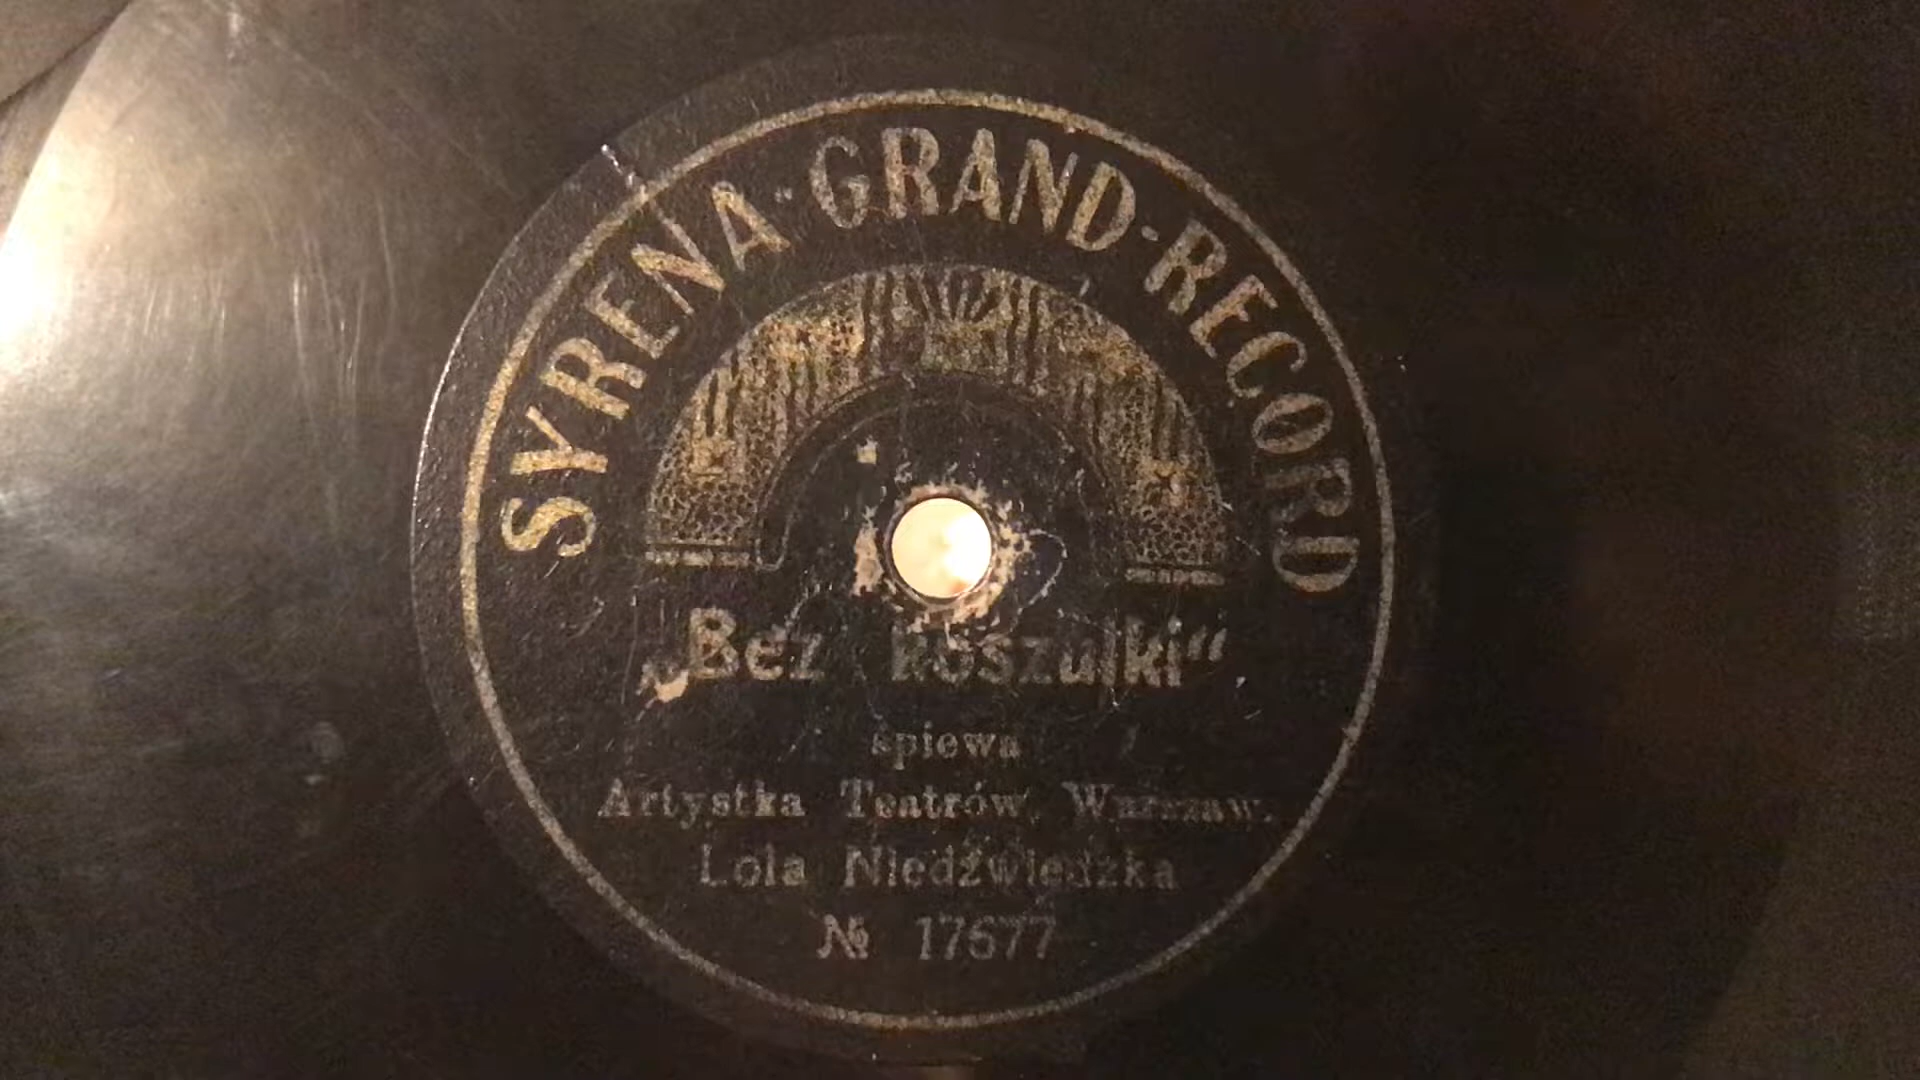 SYRENA-GRAND-RECORD
„Bez koszulki“
śpiewa
Artystka Teatrów Warszaw.
Lola Niedźwiedzka
№ 17677